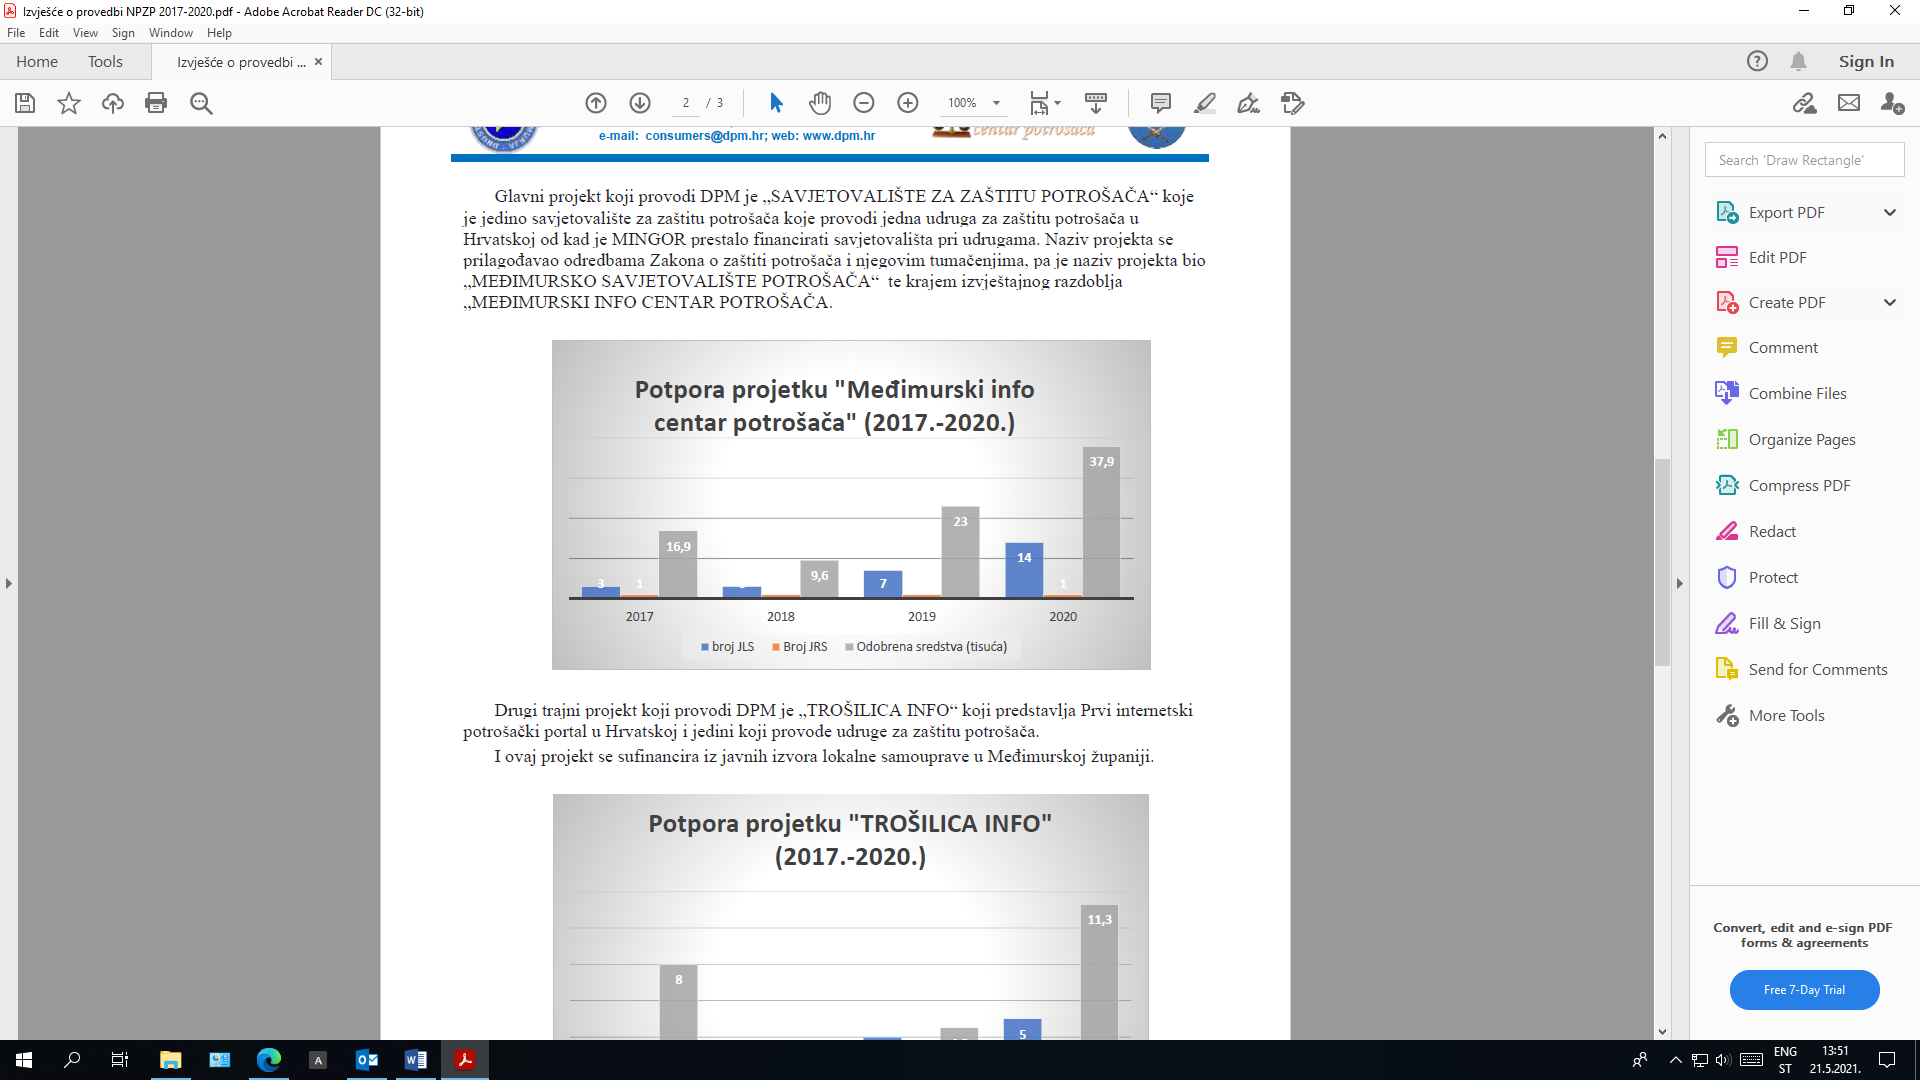 Izvješće o provedbi NPZP 2017-2020.pdf - Adobe Acrobat Reader DC (32-bit)
File Edit View Sign Window Help
Home Tools Izvješće o provedbi ... × Sign In
2 / 3 100%
e-mail: consumers@dpm.hr; web: www.dpm.hr
centar potrošača
Glavni projekt koji provodi DPM je „SAVJETOVALIŠTE ZA ZAŠTITU POTROŠAČA“ koje
je jedino savjetovalište za zaštitu potrošača koje provodi jedna udruga za zaštitu potrošača u
Hrvatskoj od kad je MINGOR prestalo financirati savjetovališta pri udrugama. Naziv projekta se
prilagođavao odredbama Zakona o zaštiti potrošača i njegovim tumačenjima, pa je naziv projekta bio
„MEĐIMURSKO SAVJETOVALIŠTE POTROŠAČA“ te krajem izvještajnog razdoblja
„MEĐIMURSKI INFO CENTAR POTROŠAČA.
Potpora projetku "Međimurski info
centar potrošača" (2017.-2020.)
37,9
23
16,9
14
9,6
7
3 1 1
2017 2018 2019 2020
broj JLS Broj JRS Odobrena sredstva (tisuća)
Drugi trajni projekt koji provodi DPM je „TROŠILICA INFO“ koji predstavlja Prvi internetski
potrošački portal u Hrvatskoj i jedini koji provode udruge za zaštitu potrošača.
I ovaj projekt se sufinancira iz javnih izvora lokalne samouprave u Međimurskoj županiji.
Potpora projetku "TROŠILICA INFO"
(2017.-2020.)
11,3
8
5
Search 'Draw Rectangle'
Export PDF
Edit PDF
Create PDF
Comment
Combine Files
Organize Pages
Compress PDF
Redact
Protect
Fill & Sign
Send for Comments
More Tools
Convert, edit and e-sign PDF
forms & agreements
Free 7-Day Trial
ENG
ST
13:51
21.5.2021.